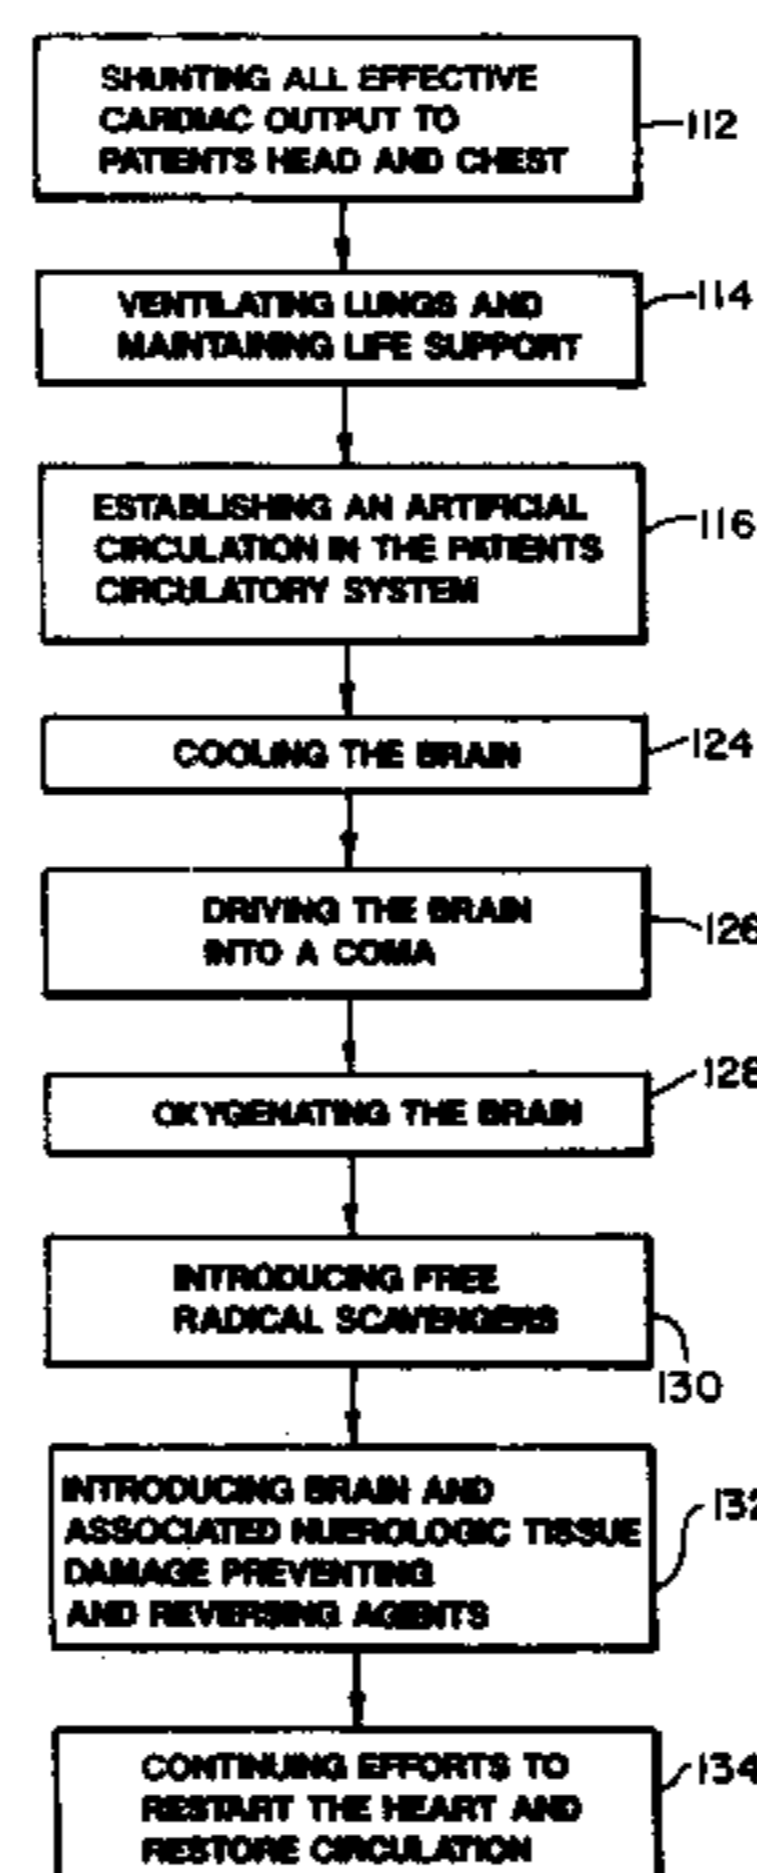 SHUNTING ALL EFFECTIVE
CARDIAC OUTPUT TO
PATIENTS HEAD AND CHEST
112
VENTILATING LUNGS AND
MAINTAINING LIFE SUPPORT
114
ESTABLISHING AN ARTIFICIAL
CIRCULATION IN THE PATIENTS
CIRCULATORY SYSTEM
116
COOLING THE BRAIN
124
DRIVING THE BRAIN
INTO A COMA
126
OXYGENATING THE BRAIN
128
INTRODUCING FREE
RADICAL SCAVENGERS
130
INTRODUCING BRAIN AND
ASSOCIATED NUEROLOGIC TISSUE
DAMAGE PREVENTING
AND REVERSING AGENTS
132
CONTINUING EFFORTS TO
RESTART THE HEART AND
RESTORE CIRCULATION
134